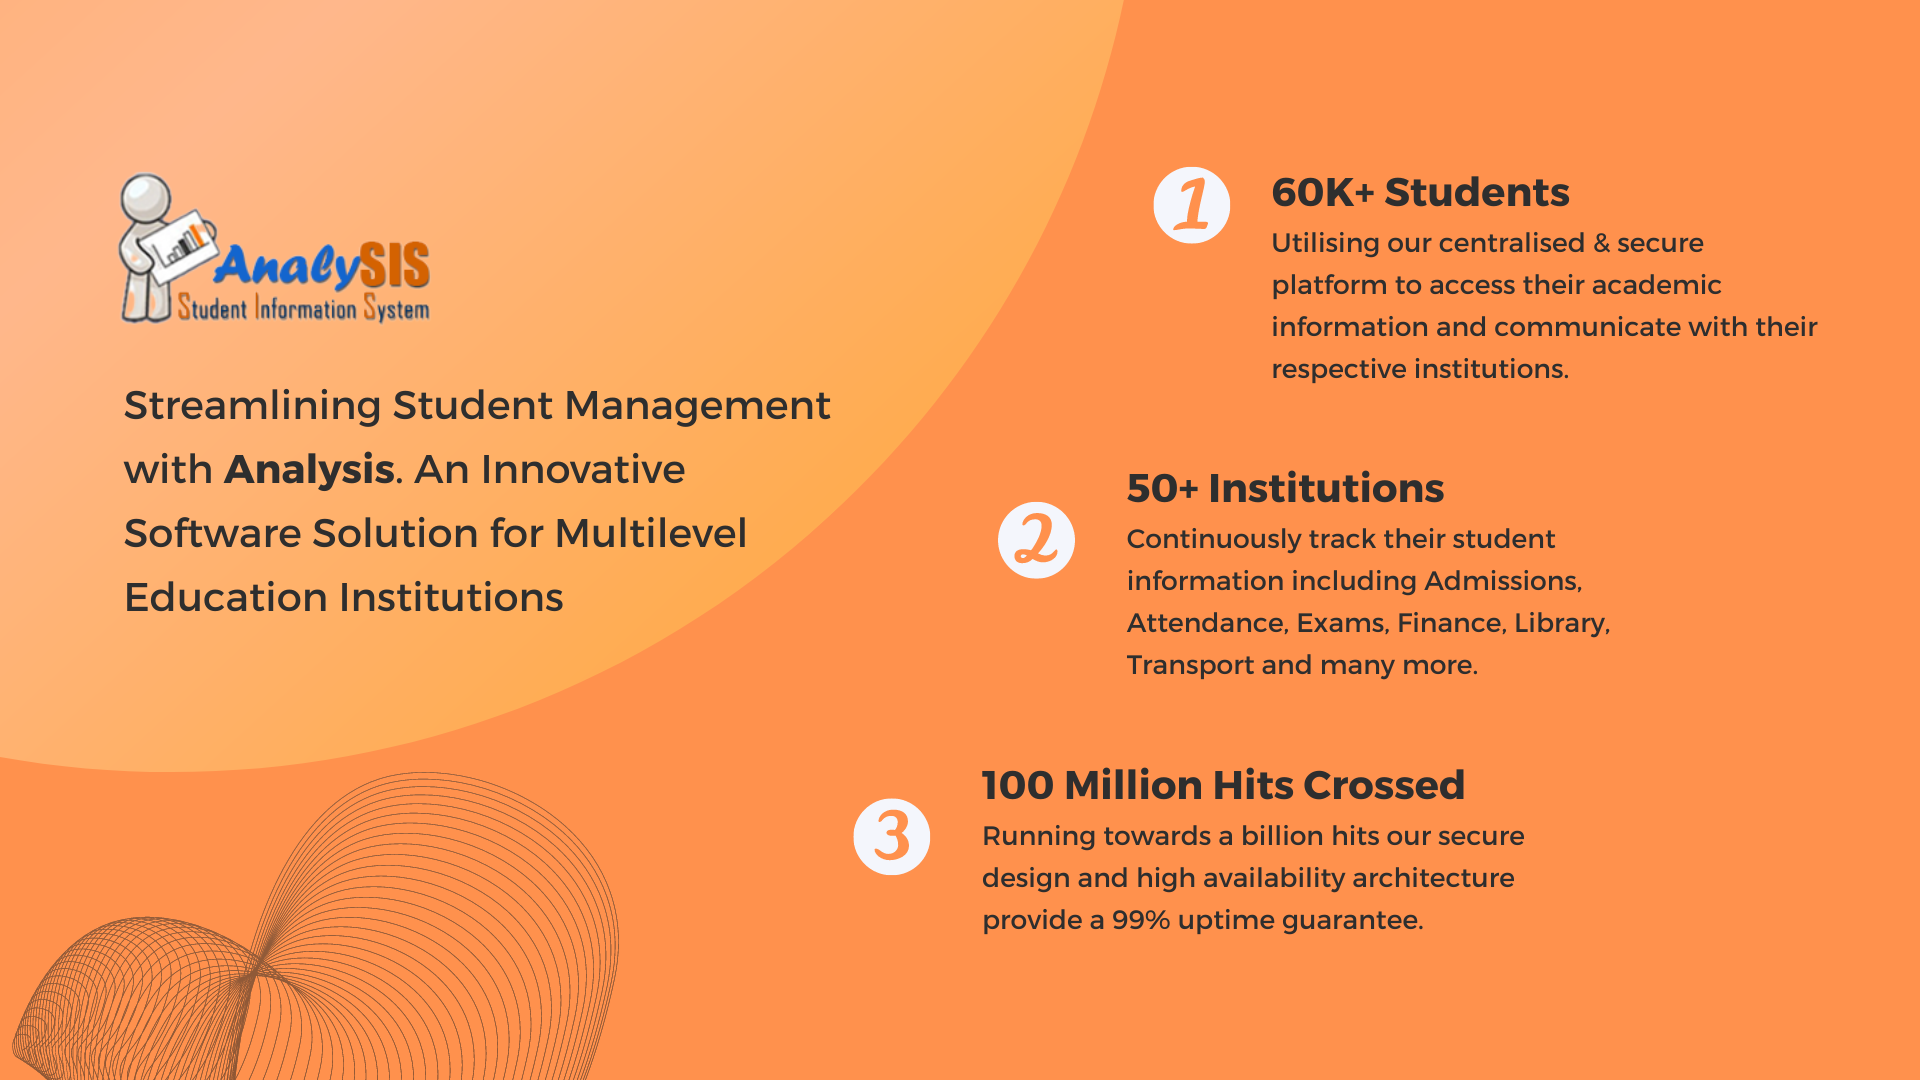 AnalySIS
Student Information System
Streamlining Student Management
with Analysis. An Innovative
Software Solution for Multilevel
Education Institutions
1
60K+ Students
Utilising our centralised & secure
platform to access their academic
information and communicate with their
respective institutions.
2
50+ Institutions
Continuously track their student
information including Admissions,
Attendance, Exams, Finance, Library,
Transport and many more.
3
100 Million Hits Crossed
Running towards a billion hits our secure
design and high availability architecture
provide a 99% uptime guarantee.